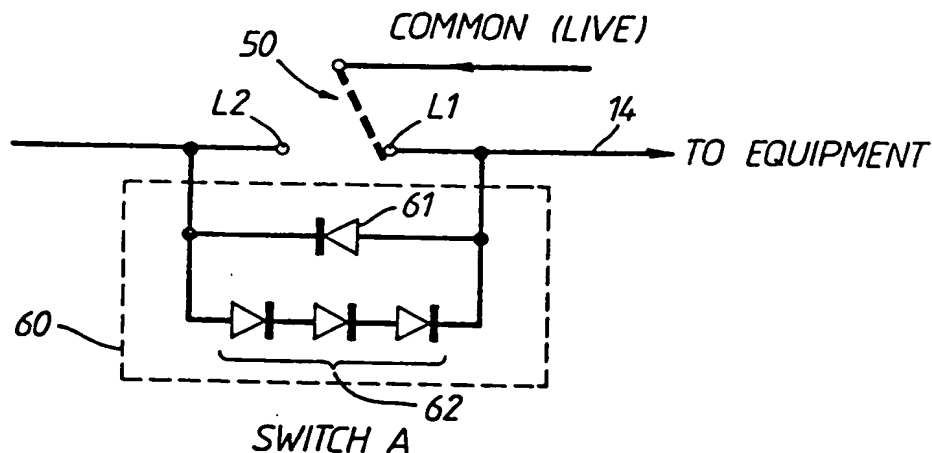 COMMON (LIVE)
50
L2
L1
14
TO EQUIPMENT
61
60
62
SWITCH A